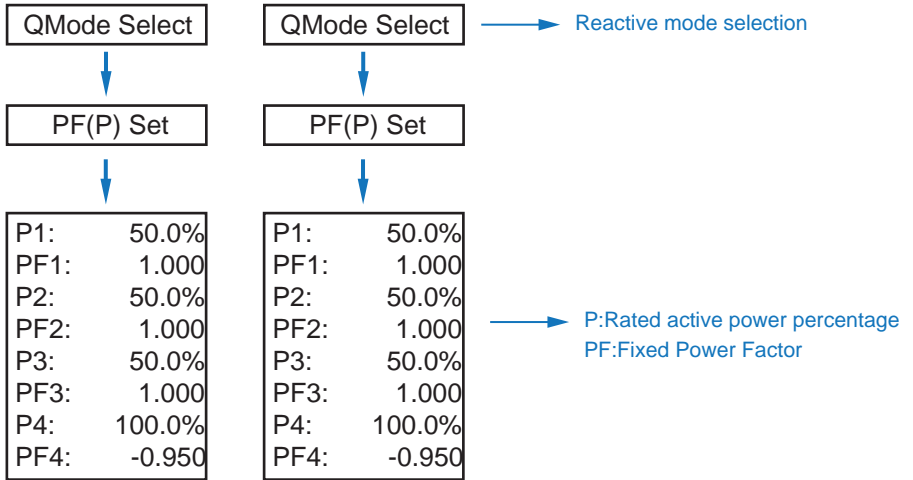 QMode Select
QMode Select
Reactive mode selection
PF(P) Set
PF(P) Set
P1: 50.0%
PF1: 1.000
P2: 50.0%
PF2: 1.000
P3: 50.0%
PF3: 1.000
P4: 100.0%
PF4: -0.950
P1: 50.0%
PF1: 1.000
P2: 50.0%
PF2: 1.000
P3: 50.0%
PF3: 1.000
P4: 100.0%
PF4: -0.950
P:Rated active power percentage
PF:Fixed Power Factor